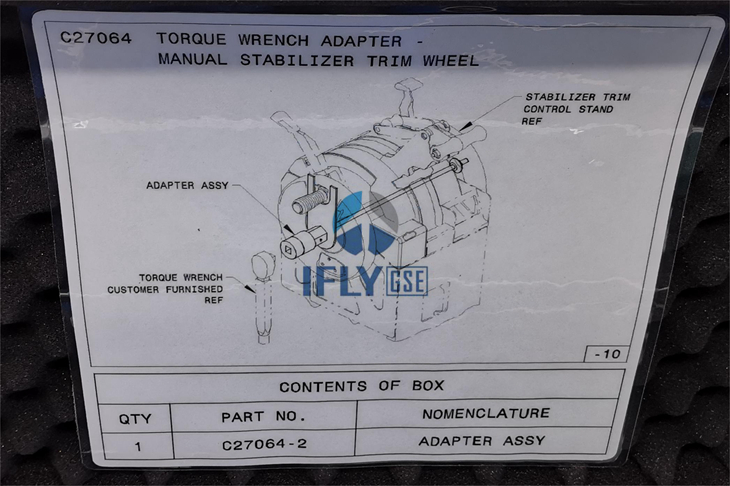 C27064 TORQUE WRENCH ADAPTER -
MANUAL STABILIZER TRIM WHEEL
STABILIZER TRIM
CONTROL STAND
REF
ADAPTER ASSY
TORQUE WRENCH
CUSTOMER FURNISHED
REF
IFLY GSE
-10
CONTENTS OF BOX
QTY PART NO. NOMENCLATURE
1 C27064-2 ADAPTER ASSY